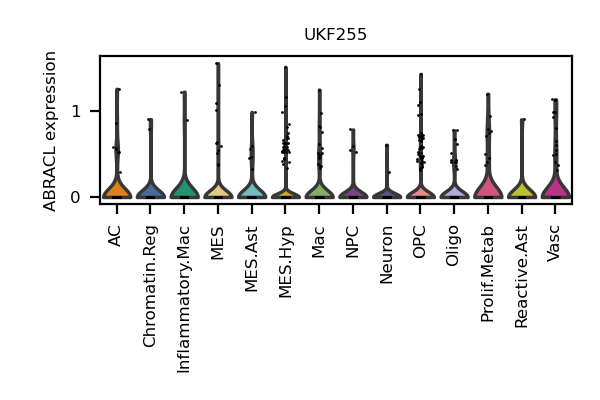 UKF255
ABRACL expression
1
0
AC
Chromatin.Reg
Inflammatory.Mac
MES
MES.Ast
MES.Hyp
Mac
NPC
Neuron
OPC
Oligo
Prolif.Metab
Reactive.Ast
Vasc